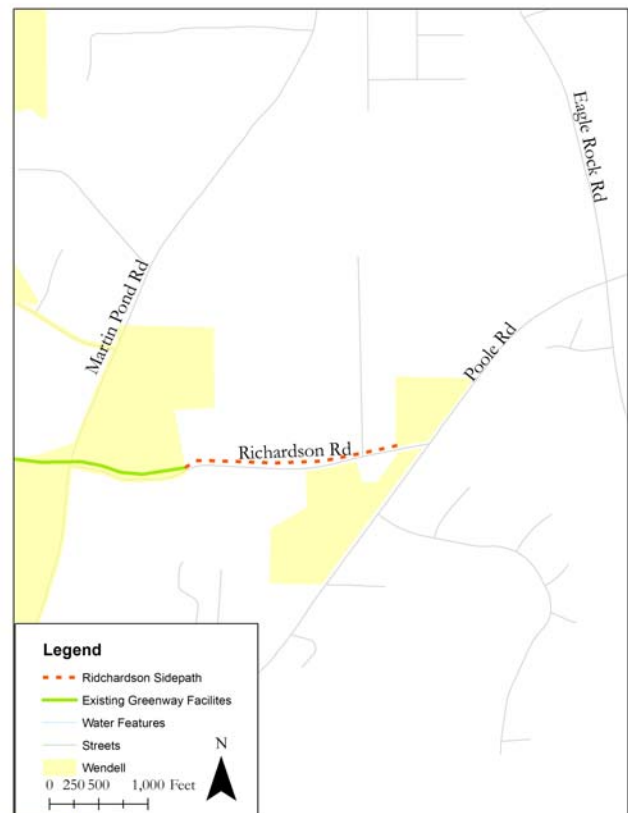 Eagle Rock Rd
Martin Pond Rd
Poole Rd
Richardson Rd
Legend
Ridchardson Sidepath
Existing Greenway Facilites
Water Features
Streets
Wendell
N
0 250 500 1,000 Feet